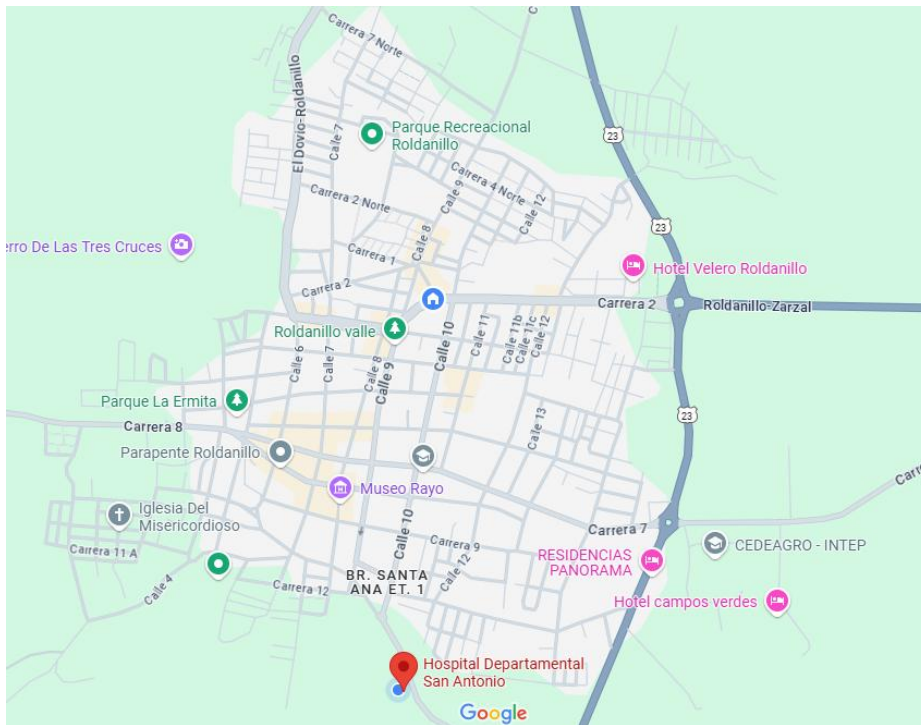 Carrera 7 Norte
El Dovio-Roldanillo
Calle 7
Parque Recreacional
Roldanillo
23
Calle 9
Carrera 4 Norte
Calle 12
Carrera 2 Norte
Calle 8
23
erro De Las Tres Cruces
Carrera 1
Hotel Velero Roldanillo
Carrera 2
Carrera 2
Roldanillo-Zarzal
Roldanillo valle
Calle 10
Calle 11
Calle 11b
Calle 11c
Calle 12
Calle 6
Calle 7
Calle 8
Calle 9
Parque La Ermita
23
Carrera 8
Calle 13
Parapente Roldanillo
Museo Rayo
Carr
Iglesia Del
Misericordioso
Calle 10
Carrera 7
Carrera 9
CEDEAGRO - INTEP
Carrera 11 A
RESIDENCIAS
PANORAMA
Calle 4
Calle 12
BR. SANTA
ANA ET. 1
Carrera 12
Hotel campos verdes
Hospital Departamental
San Antonio
Google